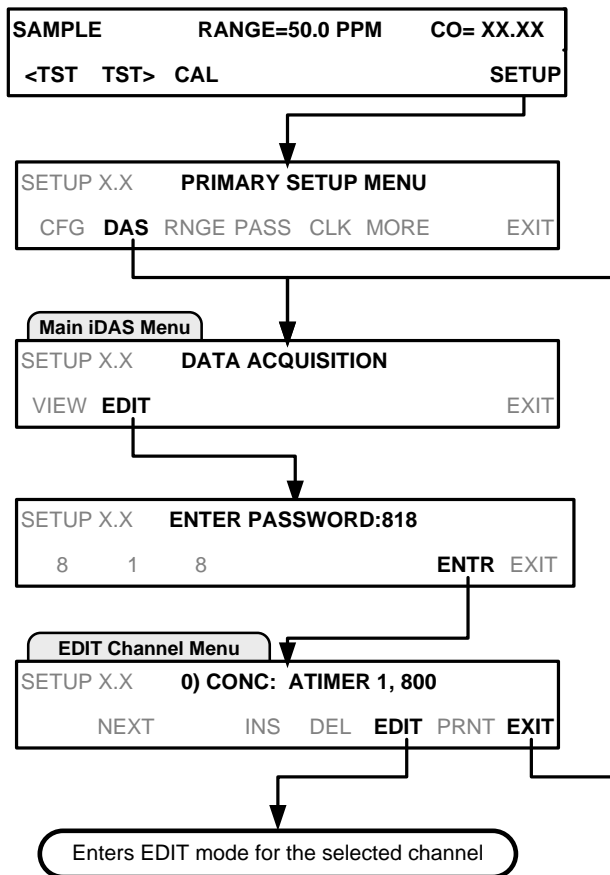 SAMPLE RANGE=50.0 PPM CO= XX.XX
<TST TST> CAL SETUP
SETUP X.X PRIMARY SETUP MENU
CFG DAS RNGE PASS CLK MORE EXIT
Main iDAS Menu
SETUP X.X DATA ACQUISITION
VIEW EDIT EXIT
SETUP X.X ENTER PASSWORD:818
8 1 8 ENTR EXIT
EDIT Channel Menu
SETUP X.X 0) CONC: ATIMER 1, 800
NEXT INS DEL EDIT PRNT EXIT
Enters EDIT mode for the selected channel